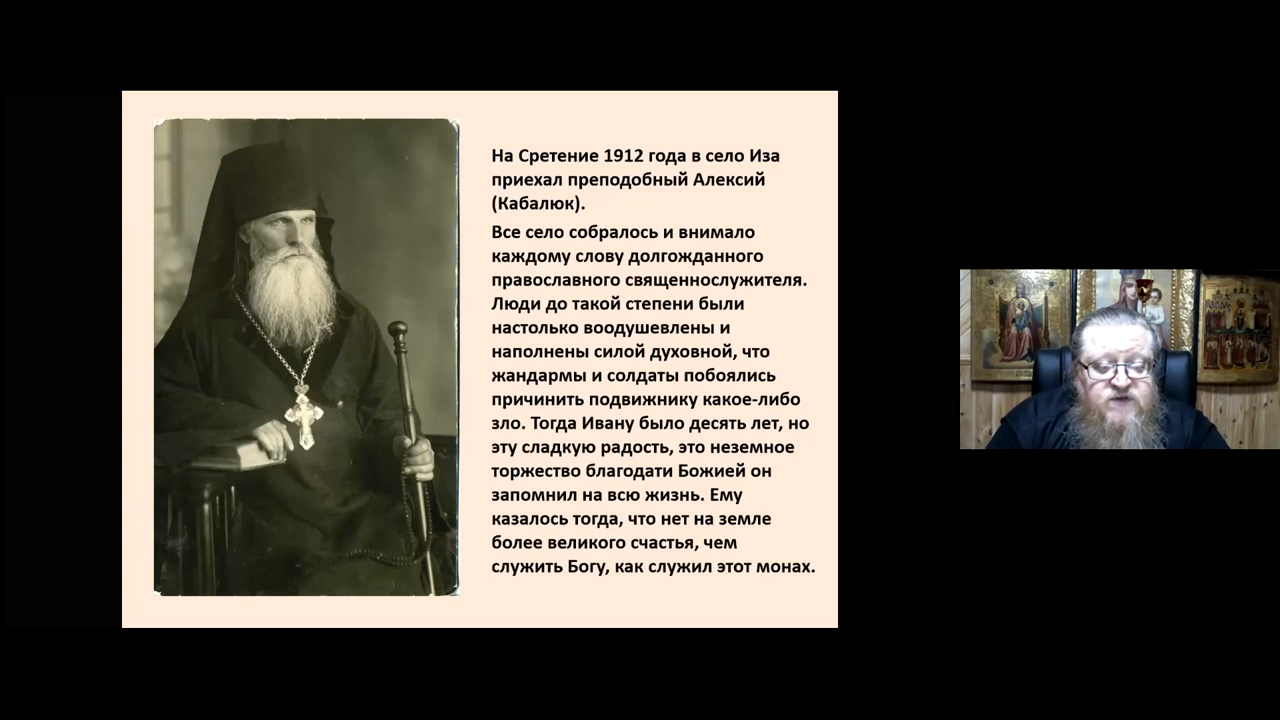 На Сретение 1912 года в село Иза
приехал преподобный Алексий
(Кабалюк).
Все село собралось и внимало
каждому слову долгожданного
православного священнослужителя.
Люди до такой степени были
настолько воодушевлены и
наполнены силой духовной, что
жандармы и солдаты побоялись
причинить подвижнику какое-либо
зло. Тогда Ивану было десять лет, но
эту сладкую радость, это неземное
торжество благодати Божией он
запомнил на всю жизнь. Ему
казалось тогда, что нет на земле
более великого счастья, чем
служить Богу, как служил этот монах.